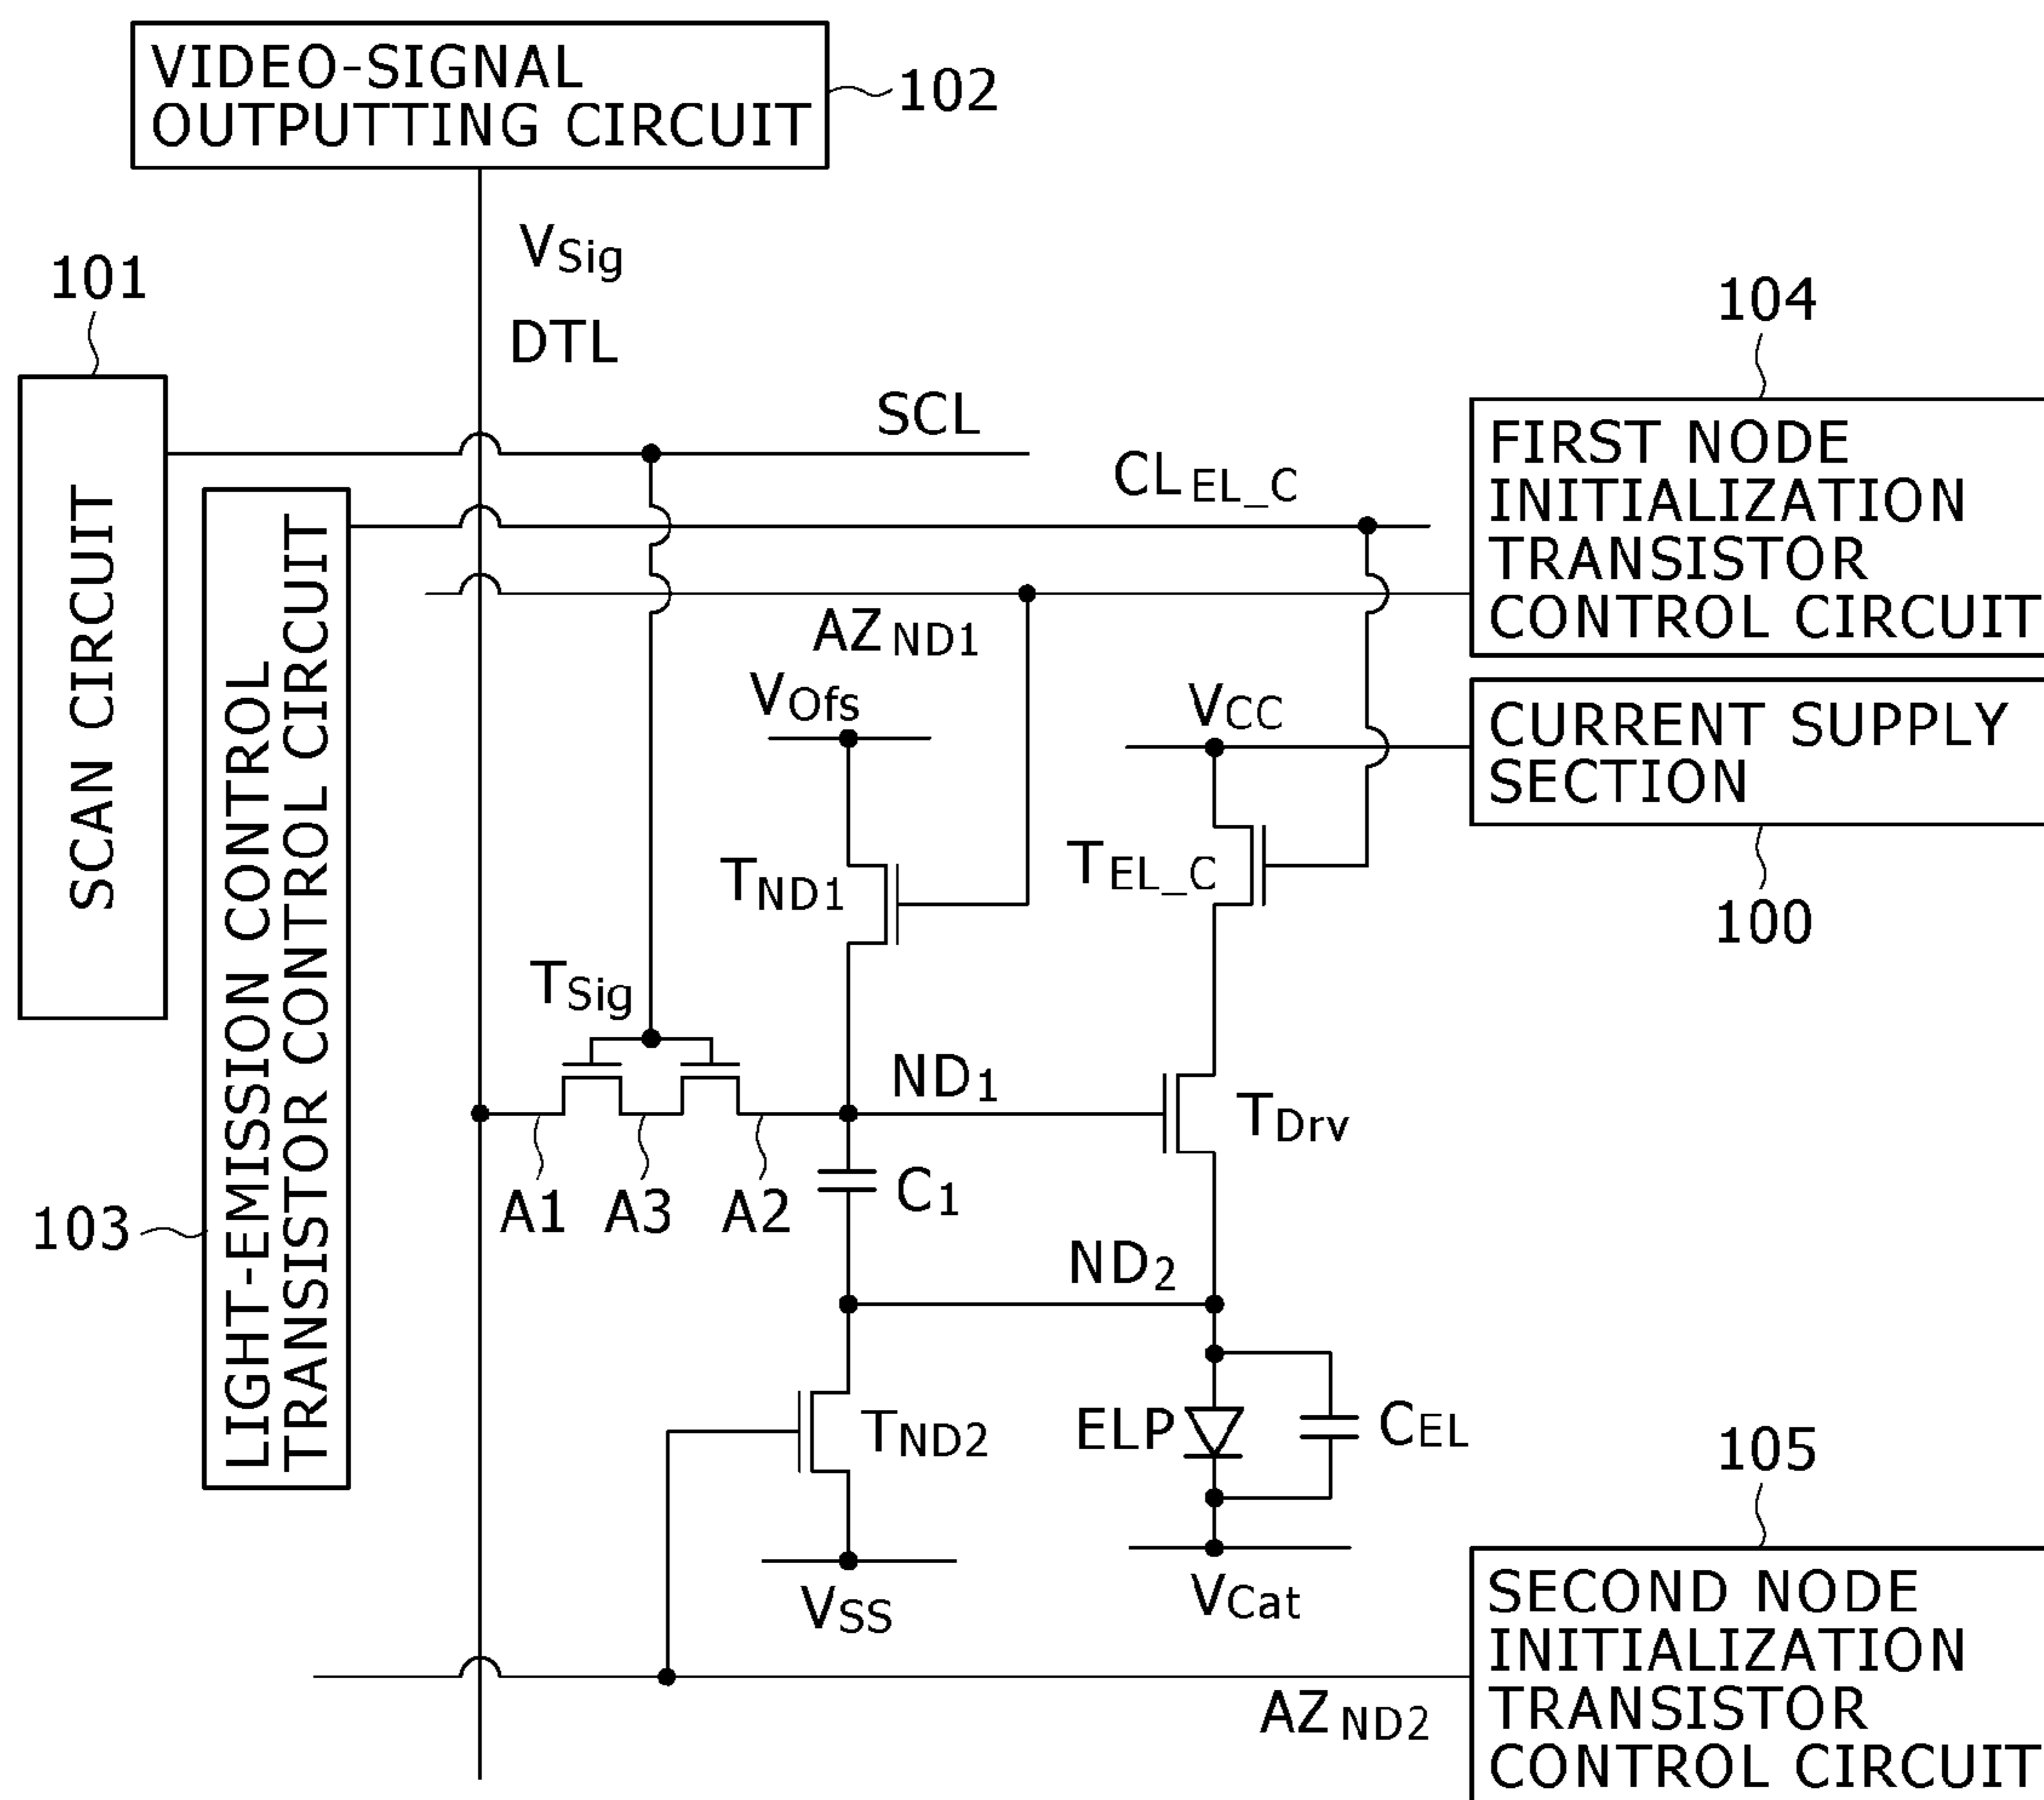 VIDEO-SIGNAL
OUTPUTTING CIRCUIT
102
VSig
DTL
101
SCAN CIRCUIT
SCL
CLEL_C
104
FIRST NODE
INITIALIZATION
TRANSISTOR
CONTROL CIRCUIT
LIGHT-EMISSION CONTROL
TRANSISTOR CONTROL CIRCUIT
103
AZND1
VOfs
VCC
CURRENT SUPPLY
SECTION
100
TND1
TEL_C
TSig
ND1
TDrv
A1
A3
A2
C1
ND2
TND2
ELP
CEL
VSS
VCat
105
SECOND NODE
INITIALIZATION
TRANSISTOR
CONTROL CIRCUIT
AZND2